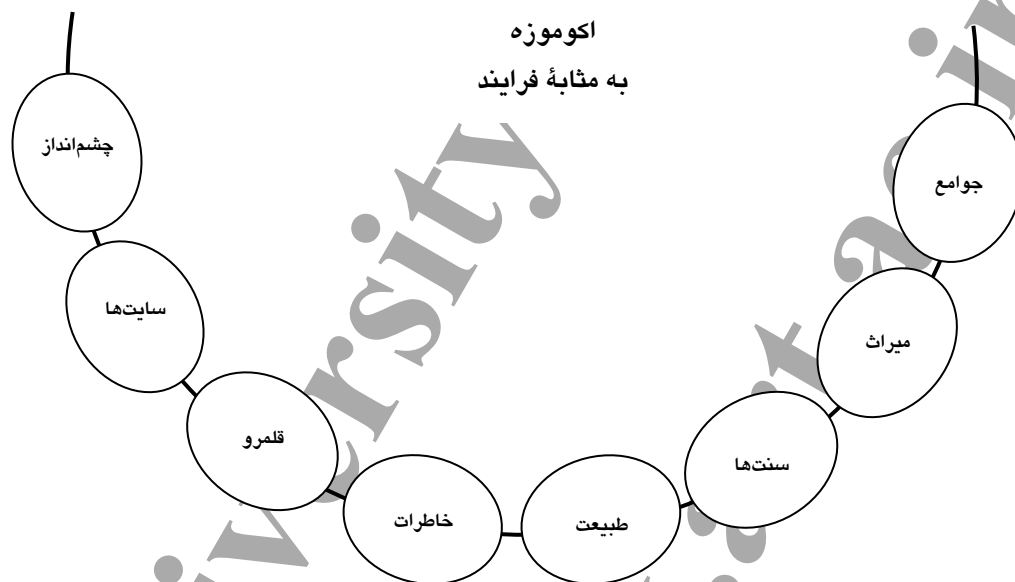 اکوموزه
به مثابهٔ فرایند
جوامع
میراث
سنت‌ها
طبیعت
خاطرات
قلمرو
سایت‌ها
چشم‌انداز